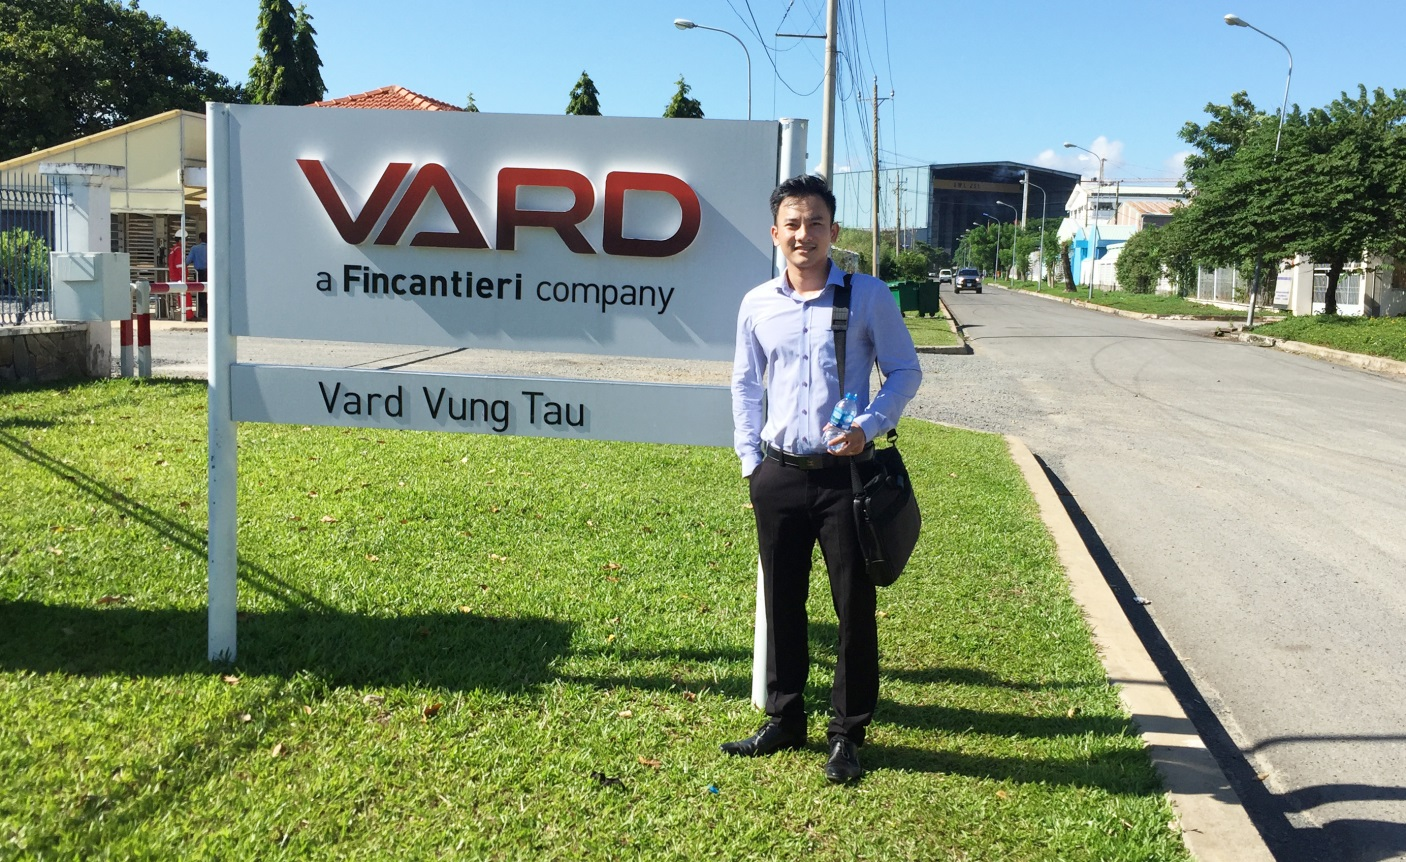 VARD
a Fincantieri company
Vard Vung Tau